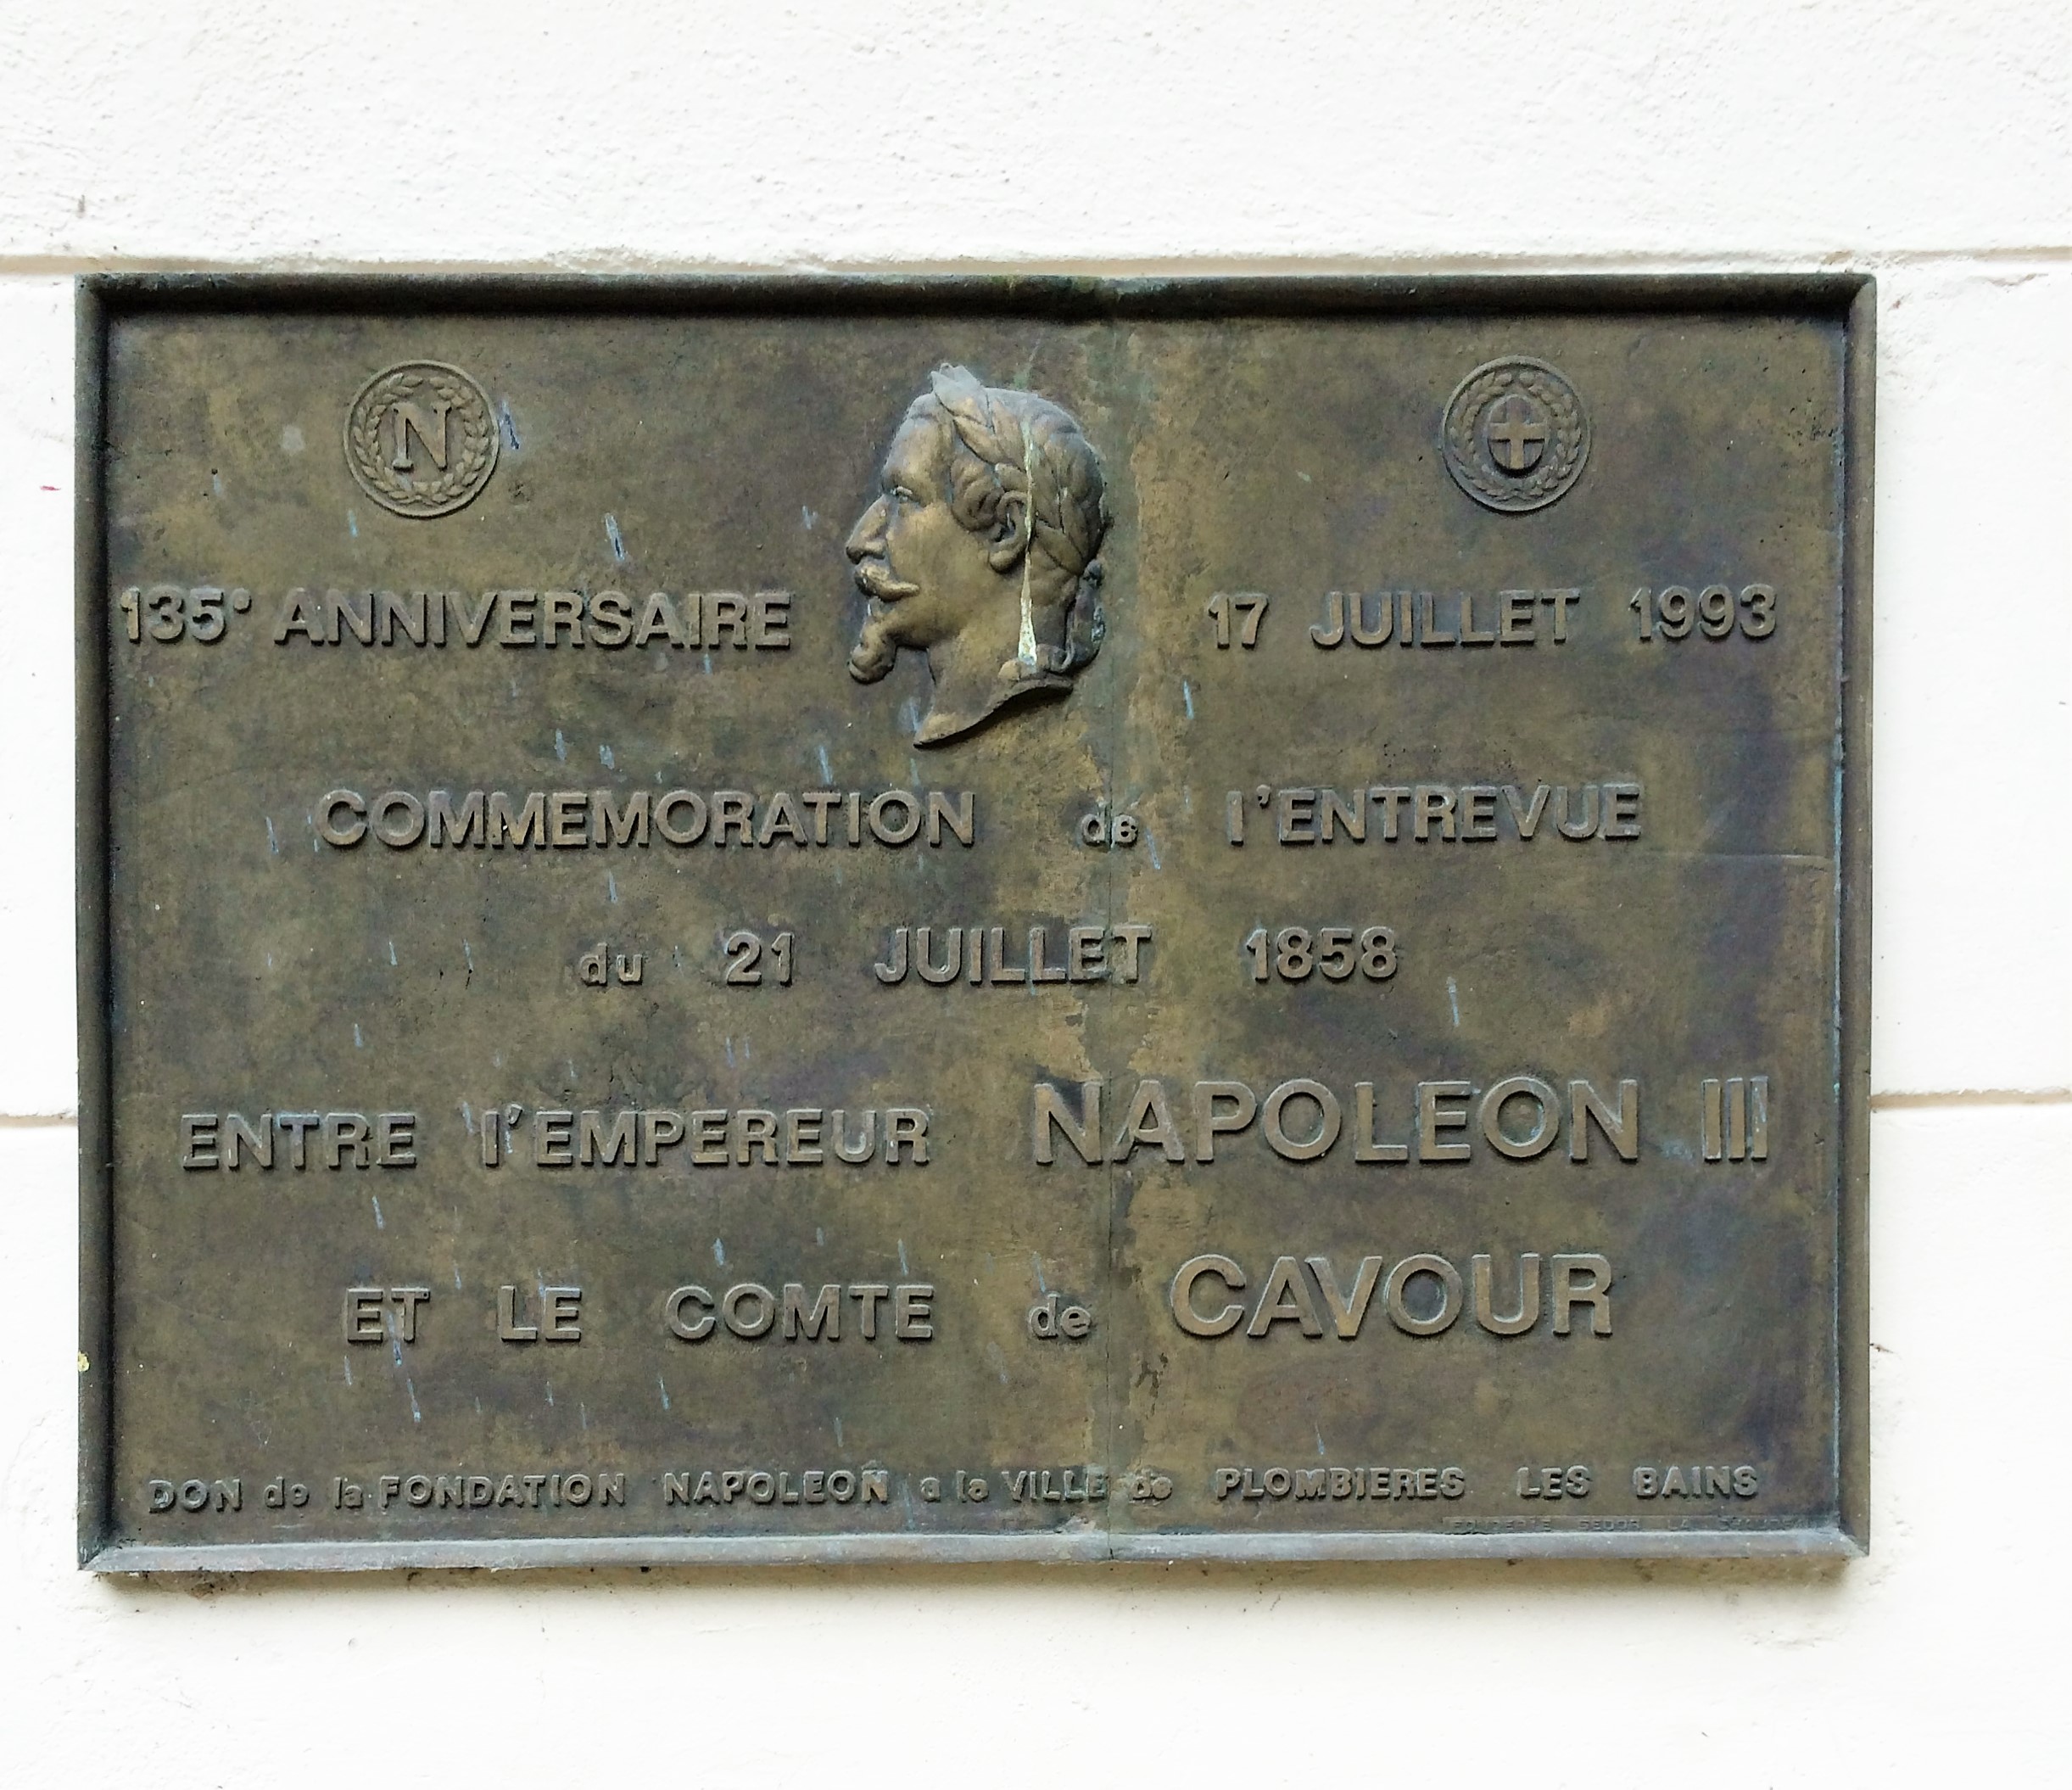 N
135e ANNIVERSAIRE 17 JUILLET 1993
COMMEMORATION de l'ENTREVUE
du 21 JUILLET 1858
ENTRE l'EMPEREUR NAPOLEON III
ET LE COMTE de CAVOUR
DON de la FONDATION NAPOLEON a la VILLE de PLOMBIERES LES BAINS